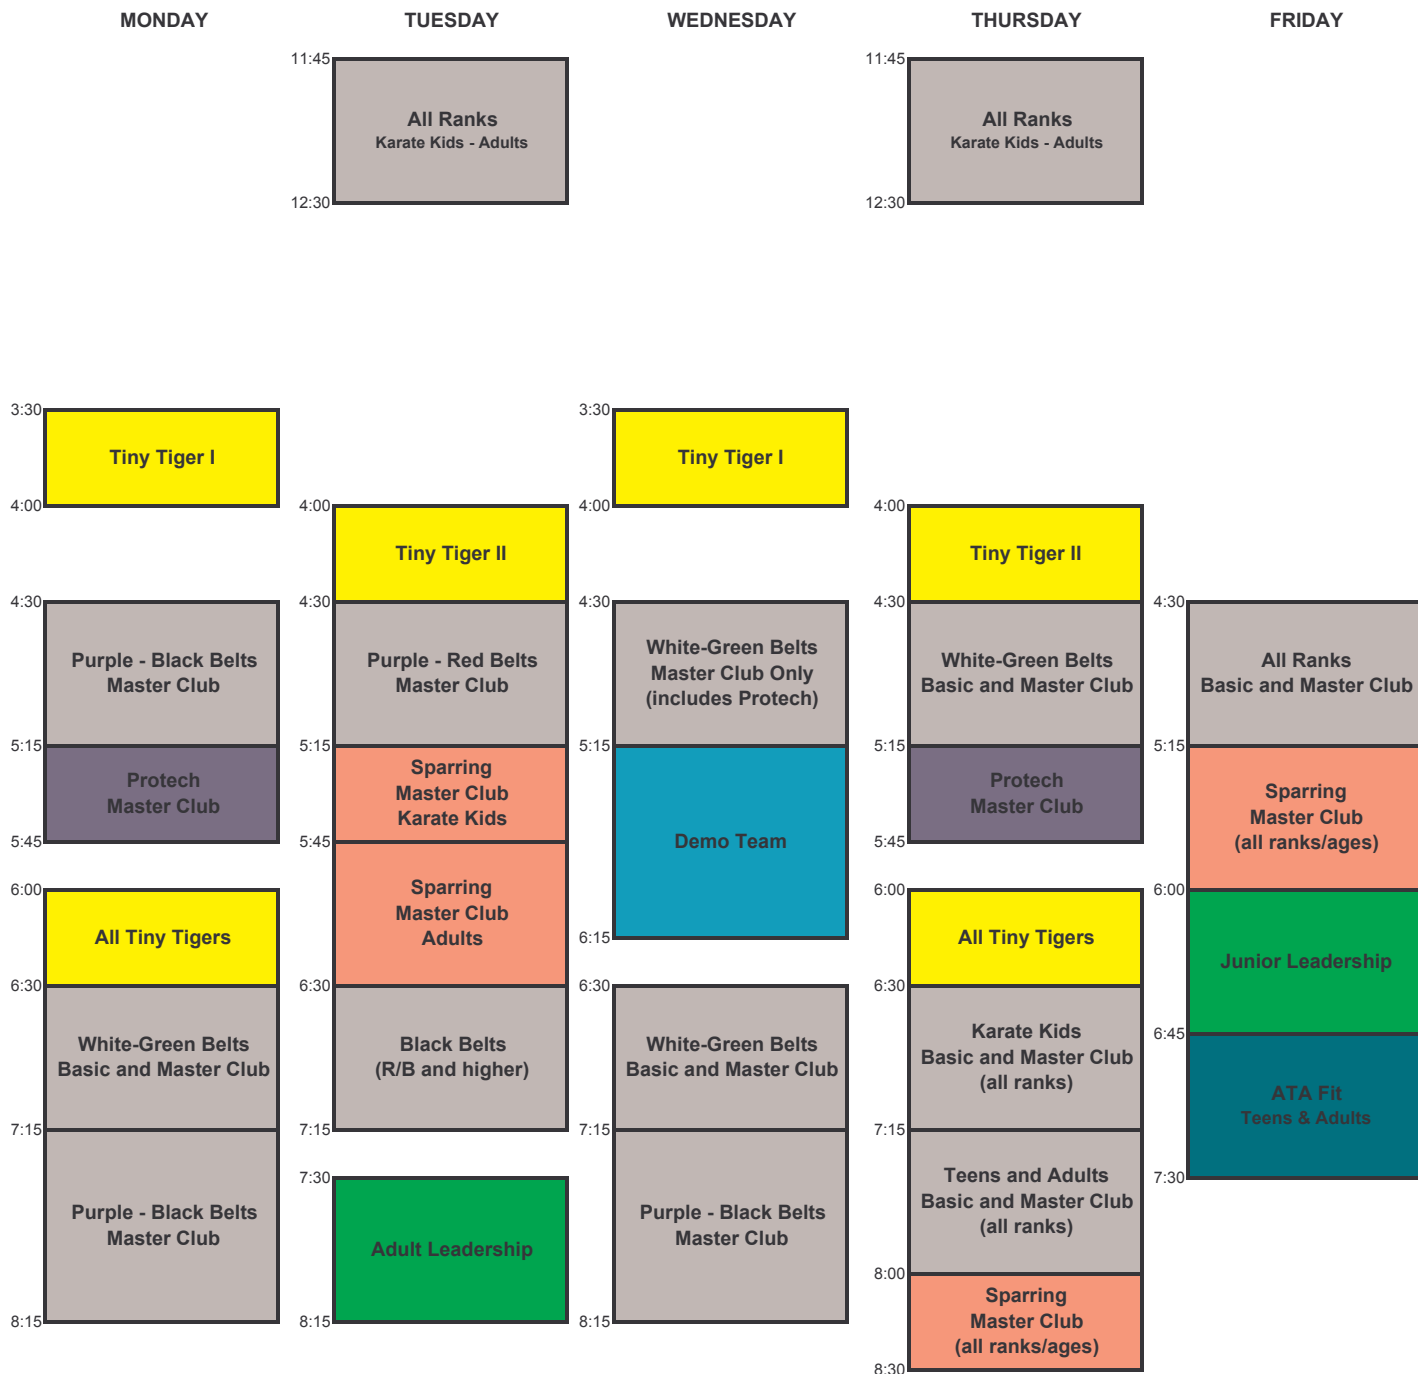 MONDAY
TUESDAY
WEDNESDAY
THURSDAY
FRIDAY
3:30
Tiny Tiger I
4:00
4:30
Purple - Black Belts
Master Club
5:15
Protech
Master Club
5:45
6:00
All Tiny Tigers
6:30
White-Green Belts
Basic and Master Club
7:15
Purple - Black Belts
Master Club
8:15
11:45
All Ranks
Karate Kids - Adults
12:30
4:00
Tiny Tiger II
4:30
Purple - Red Belts
Master Club
5:15
Sparring
Master Club
Karate Kids
5:45
Sparring
Master Club
Adults
6:30
Black Belts
(R/B and higher)
7:15
7:30
Adult Leadership
8:15
3:30
Tiny Tiger I
4:00
4:30
White-Green Belts
Master Club Only
(includes Protech)
5:15
Demo Team
6:15
6:30
White-Green Belts
Basic and Master Club
7:15
Purple - Black Belts
Master Club
8:15
11:45
All Ranks
Karate Kids - Adults
12:30
4:00
Tiny Tiger II
4:30
White-Green Belts
Basic and Master Club
5:15
Protech
Master Club
5:45
6:00
All Tiny Tigers
6:30
Karate Kids
Basic and Master Club
(all ranks)
7:15
Teens and Adults
Basic and Master Club
(all ranks)
8:00
Sparring
Master Club
(all ranks/ages)
8:30
4:30
All Ranks
Basic and Master Club
5:15
Sparring
Master Club
(all ranks/ages)
6:00
Junior Leadership
6:45
ATA Fit
Teens & Adults
7:30